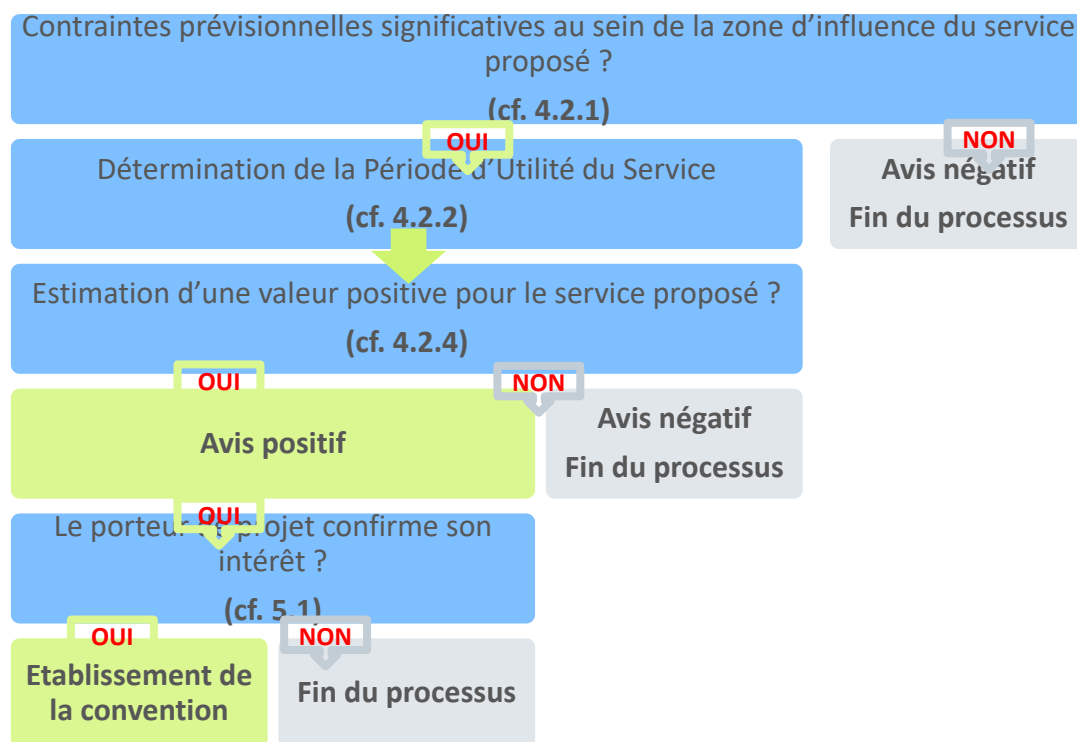 Contraintes prévisionnelles significatives au sein de la zone d’influence du service
proposé ?
(cf. 4.2.1)
OUI
NON
Détermination de la Période d’Utilité du Service
(cf. 4.2.2)
Avis négatif
Fin du processus
Estimation d’une valeur positive pour le service proposé ?
(cf. 4.2.4)
OUI
NON
Avis positif
Avis négatif
Fin du processus
OUI
Le porteur de projet confirme son
intérêt ?
(cf. 5.1)
OUI
NON
Etablissement de
la convention
Fin du processus